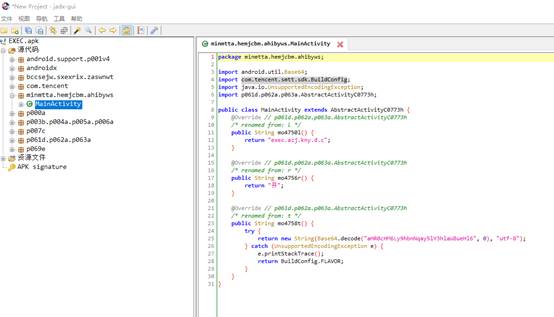 *New Project - jadx-gui
文件 视图 导航 工具 帮助
EXEC.apk
源代码
android.support.p001v4
androidx
bccsejw.sxexrix.zaswnwt
com.tencent
minmtta.hemjcbm.ahibyws
MainActivity
p000a
p003b.p004a.p005a.p006a
p007c
p061d.p062a.p063a
p069e
资源文件
APK signature
minmtta.hemjcbm.ahibyws.MainActivity
1 package minmtta.hemjcbm.ahibyws;
3 import android.util.Base64;
4 import com.tencent.smtt.sdk.BuildConfig;
5 import java.io.UnsupportedEncodingException;
6 import p061d.p062a.p063a.AbstractActivityC0773h;
8 public class MainActivity extends AbstractActivityC0773h {
9 @Override // p061d.p062a.p063a.AbstractActivityC0773h
10 /* renamed from: l */
11 public String mo4750l() {
12 return "exec.acj.kny.d.c";
13 }
15 @Override // p061d.p062a.p063a.AbstractActivityC0773h
16 /* renamed from: r */
17 public String mo4756r() {
18 return "开";
19 }
21 @Override // p061d.p062a.p063a.AbstractActivityC0773h
22 /* renamed from: t */
23 public String mo4758t() {
24 try {
25 return new String(Base64.decode( , 0), "utf-8");
26 } catch (UnsupportedEncodingException e) {
27 e.printStackTrace();
28 return BuildConfig.FLAVOR;
29 }
30 }
31 }